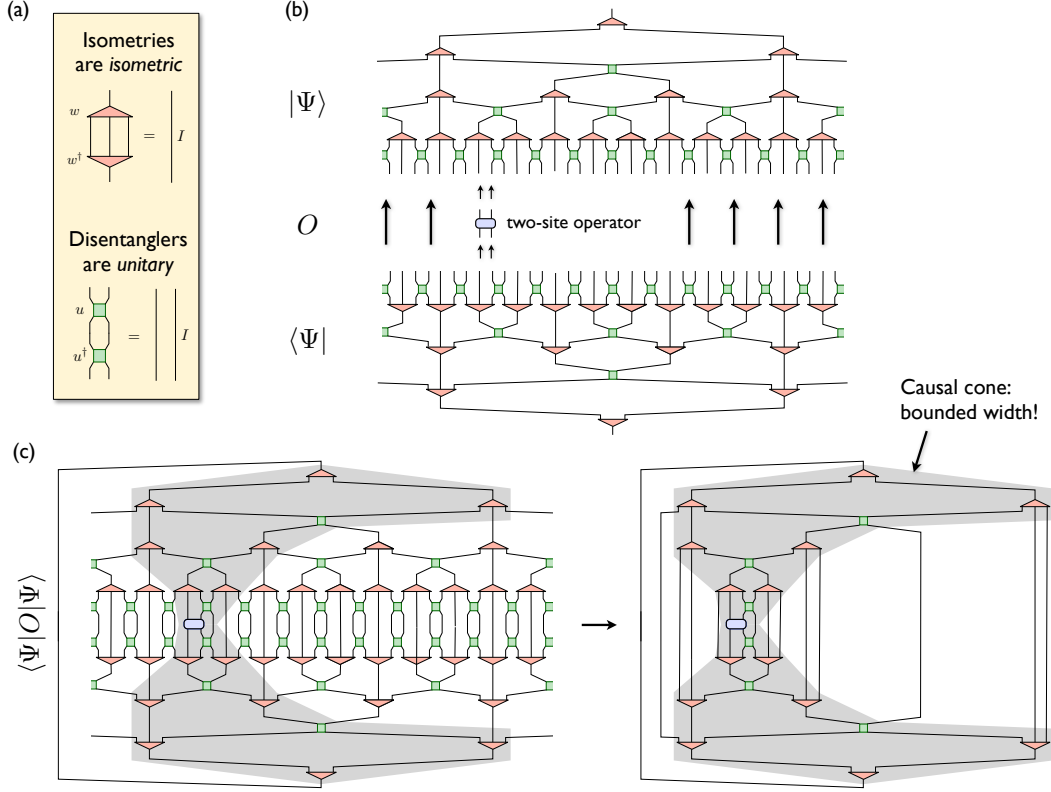 (a)
Isometries
are isometric
w
w†
=
I
Disentanglers
are unitary
u
u†
=
I
(b)
|Ψ⟩
O
two-site operator
⟨Ψ|
Causal cone:
bounded width!
(c)
⟨Ψ|O|Ψ⟩